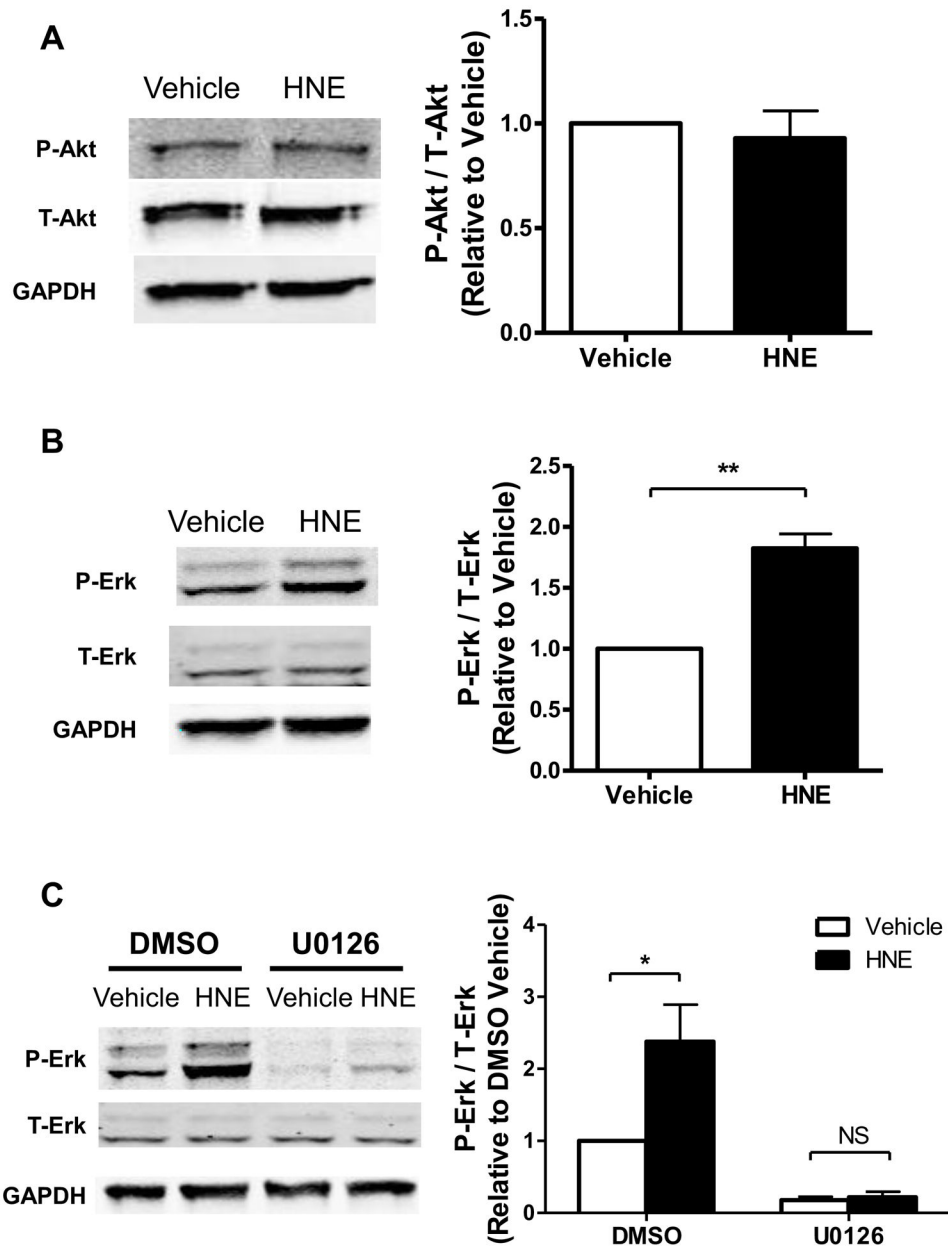 A
Vehicle HNE
P-Akt
T-Akt
GAPDH
P-Akt / T-Akt
(Relative to Vehicle)
1.5
1.0
0.5
0.0
Vehicle HNE
B
Vehicle HNE
P-Erk
T-Erk
GAPDH
P-Erk / T-Erk
(Relative to Vehicle)
2.5
2.0
1.5
1.0
0.5
0.0
**
Vehicle HNE
C
DMSO U0126
Vehicle HNE Vehicle HNE
P-Erk
T-Erk
GAPDH
P-Erk / T-Erk
(Relative to DMSO Vehicle)
4
3
2
1
0
*
NS
Vehicle
HNE
DMSO U0126